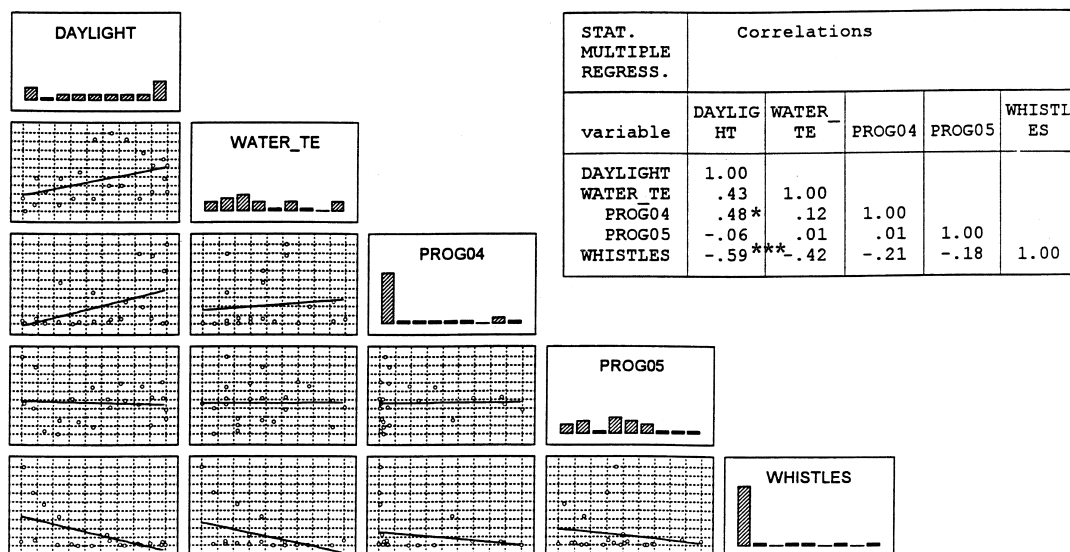 DAYLIGHT
WATER_TE
PROG04
PROG05
WHISTLES
STAT.
MULTIPLE
REGRESS.
Correlations
variable DAYLIG HT WATER_ TE PROG04 PROG05 WHISTL ES
DAYLIGHT 1.00
WATER_TE .43 1.00
PROG04 .48* .12 1.00
PROG05 -.06 .01 .01 1.00
WHISTLES -.59*** -.42 -.21 -.18 1.00